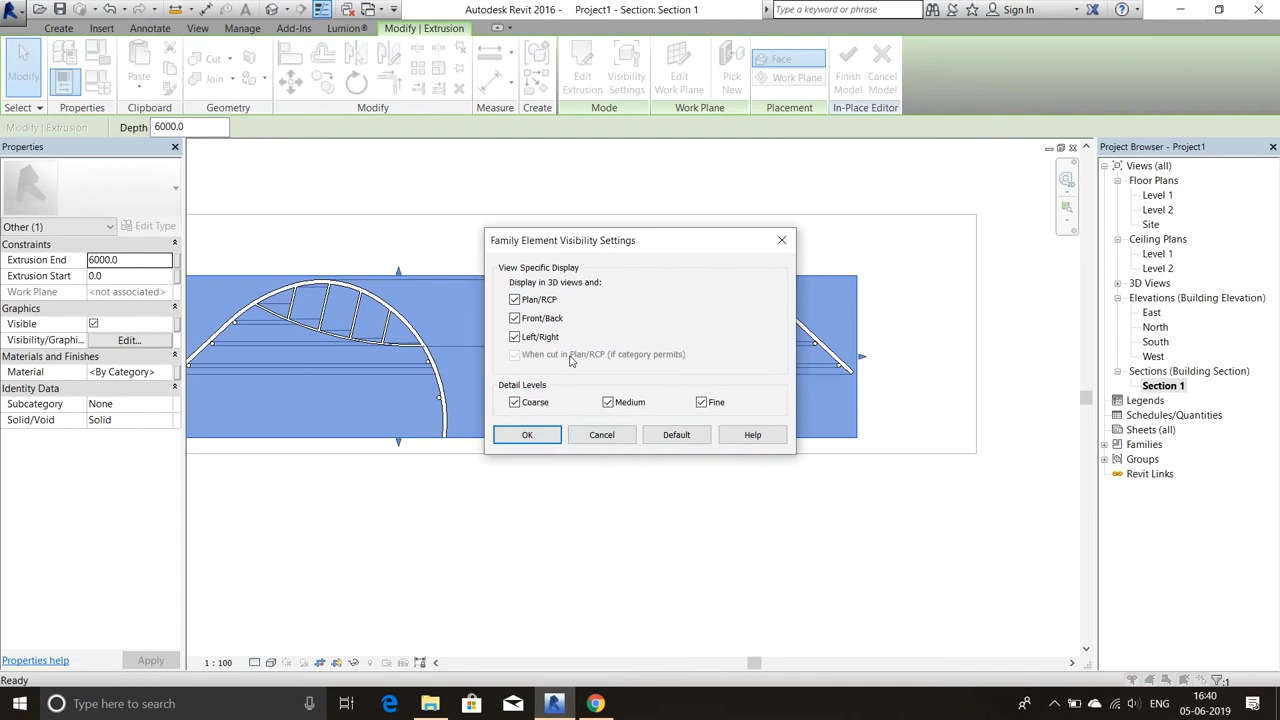 Autodesk Revit 2016 - Project1 - Section: Section 1
Type a keyword or phrase
Sign In
Create
Insert
Annotate
View
Manage
Add-Ins
Lumion®
Modify | Extrusion
Modify
Paste
Cut
Join
Edit Extrusion
Visibility Settings
Edit Work Plane
Pick New
Face
Work Plane
Finish Model
Cancel Model
Select
Properties
Clipboard
Geometry
Modify
Measure
Create
Mode
Work Plane
Placement
In-Place Editor
Modify | Extrusion
Depth 6000.0
Properties
Other (1)
Edit Type
Constraints
Extrusion End 6000.0
Extrusion Start 0.0
Work Plane <not associated>
Graphics
Visible
Visibility/Graphi... Edit...
Materials and Finishes
Material <By Category>
Identity Data
Subcategory None
Solid/Void Solid
Properties help
Apply
Family Element Visibility Settings
View Specific Display
Display in 3D views and:
Plan/RCP
Front/Back
Left/Right
When cut in Plan/RCP (if category permits)
Detail Levels
Coarse
Medium
Fine
OK
Cancel
Default
Help
Project Browser - Project1
Views (all)
Floor Plans
Level 1
Level 2
Site
Ceiling Plans
Level 1
Level 2
3D Views
Elevations (Building Elevation)
East
North
South
West
Sections (Building Section)
Section 1
Legends
Schedules/Quantities
Sheets (all)
Families
Groups
Revit Links
1 : 100
Ready
:1
Type here to search
16:40
05-06-2019